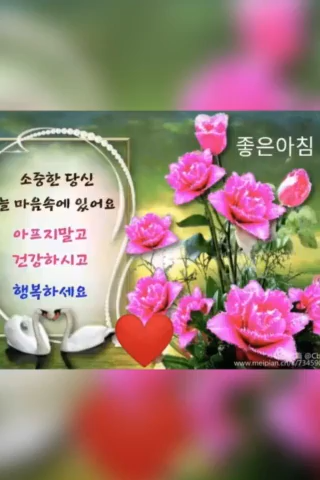 좋은아침
소중한 당신
늘 마음속에 있어요
아프지말고
건강하시고
행복하세요